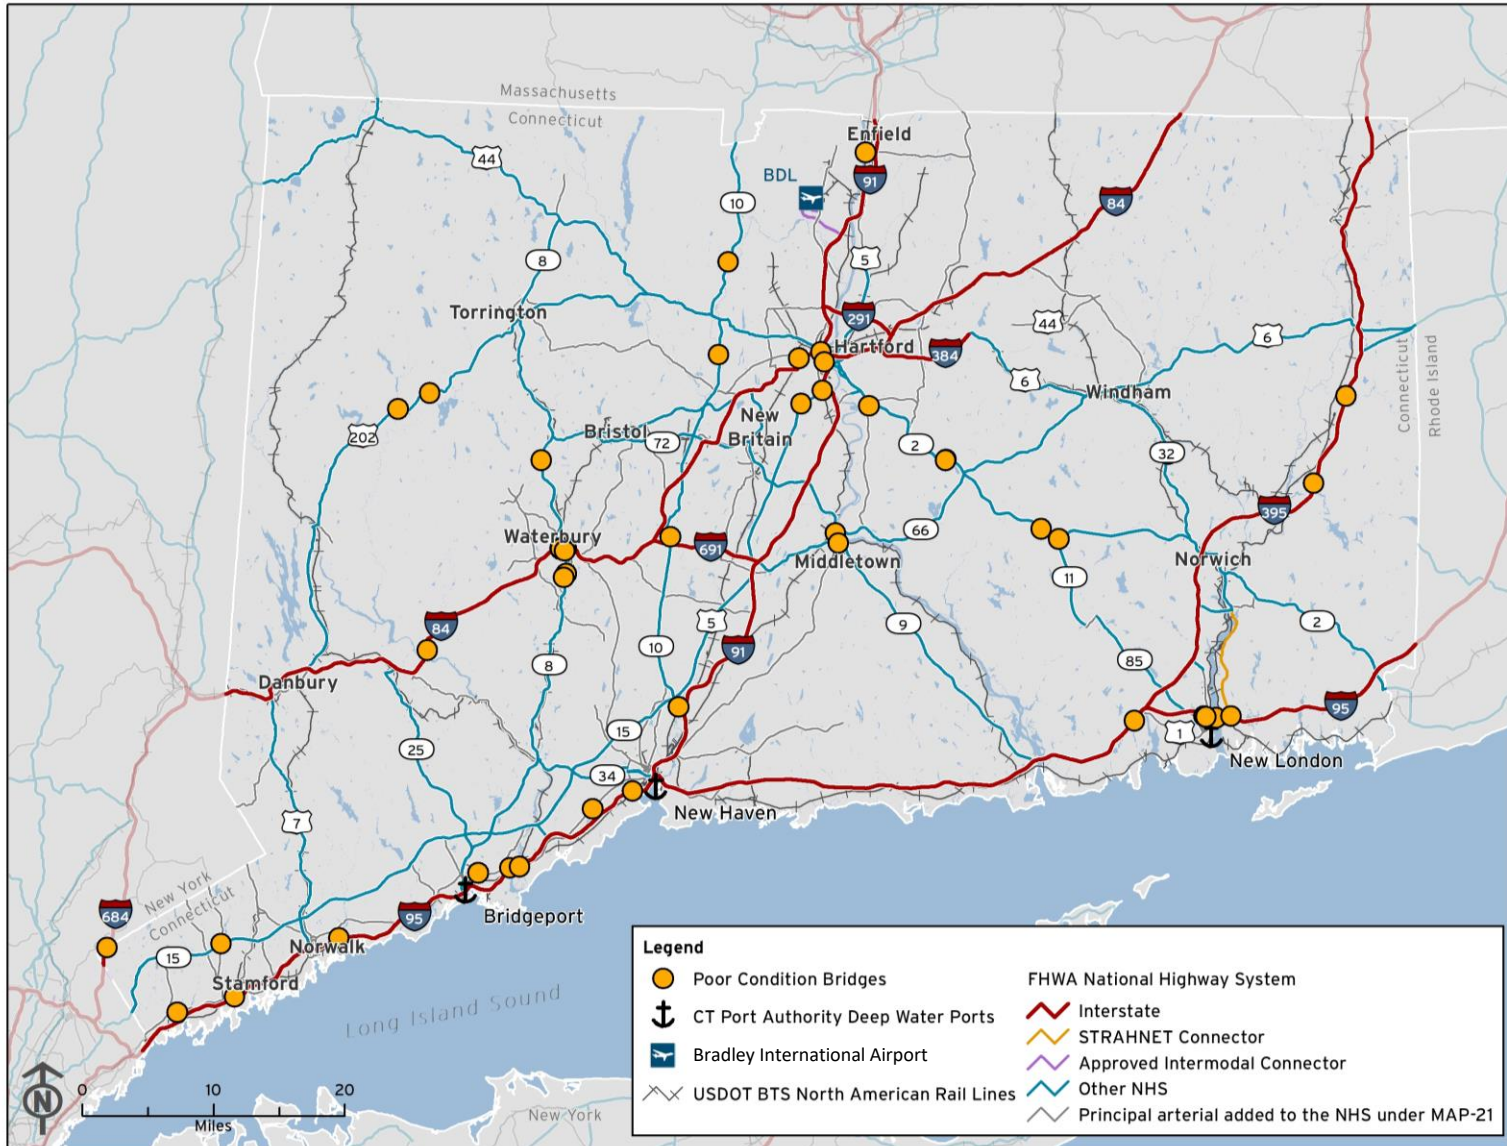 Massachusetts
Connecticut
Enfield
44
91
BDL
10
84
8
5
Torrington
291
44
Hartford
384
6
6
Connecticut
Rhode Island
202
Windham
New
Britain
Bristol
72
2
32
395
Waterbury
691
66
Middletown
Norwich
11
84
5
10
91
9
2
8
85
Danbury
95
1
15
25
34
New London
New Haven
7
New York
Connecticut
684
95
Bridgeport
Norwalk
15
Stamford
Long Island Sound
N
0 10 20
Miles
New York
Legend
Poor Condition Bridges
CT Port Authority Deep Water Ports
Bradley International Airport
USDOT BTS North American Rail Lines
FHWA National Highway System
Interstate
STRAHNET Connector
Approved Intermodal Connector
Other NHS
Principal arterial added to the NHS under MAP-21